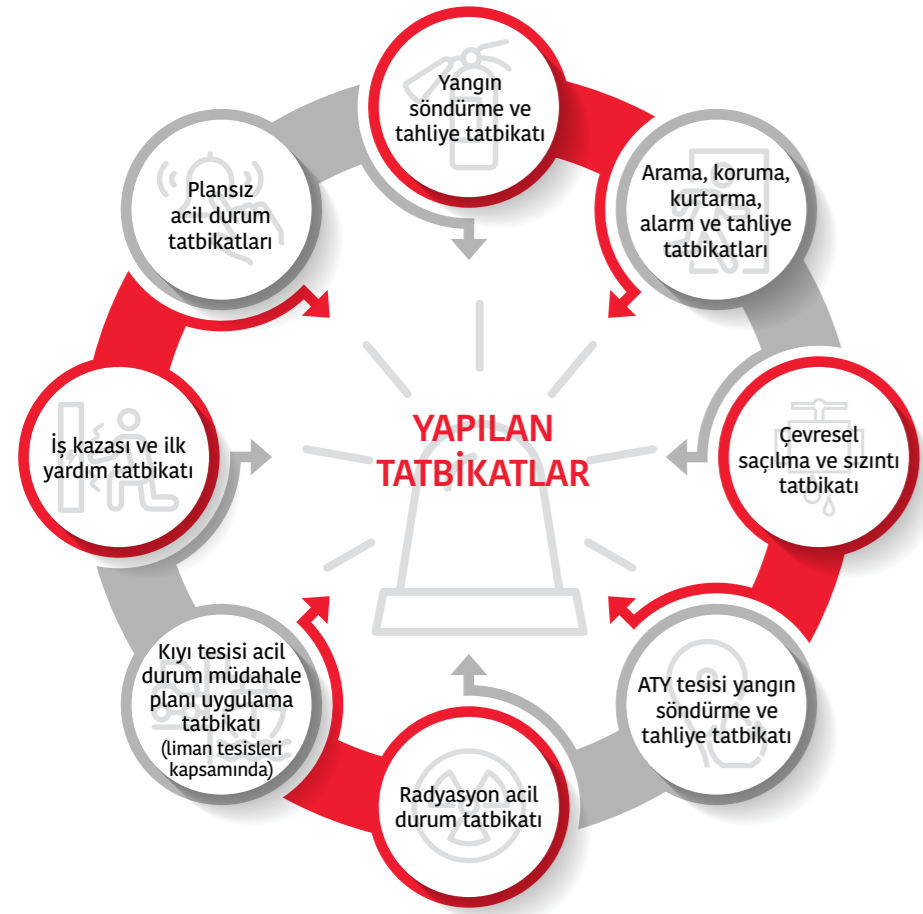 Yangın
söndürme ve
tahliye tatbikatı
Arama, koruma,
kurtarma,
alarm ve tahliye
tatbikatları
Çevresel
saçılma ve sızıntı
tatbikatı
ATY tesisi yangın
söndürme ve
tahliye tatbikatı
Radyasyon acil
durum tatbikatı
Kıyı tesisi acil
durum müdahale
planı uygulama
tatbikatı
(liman tesisleri
kapsamında)
İş kazası ve ilk
yardım tatbikatı
Plansız
acil durum
tatbikatları
YAPILAN
TATBİKATLAR